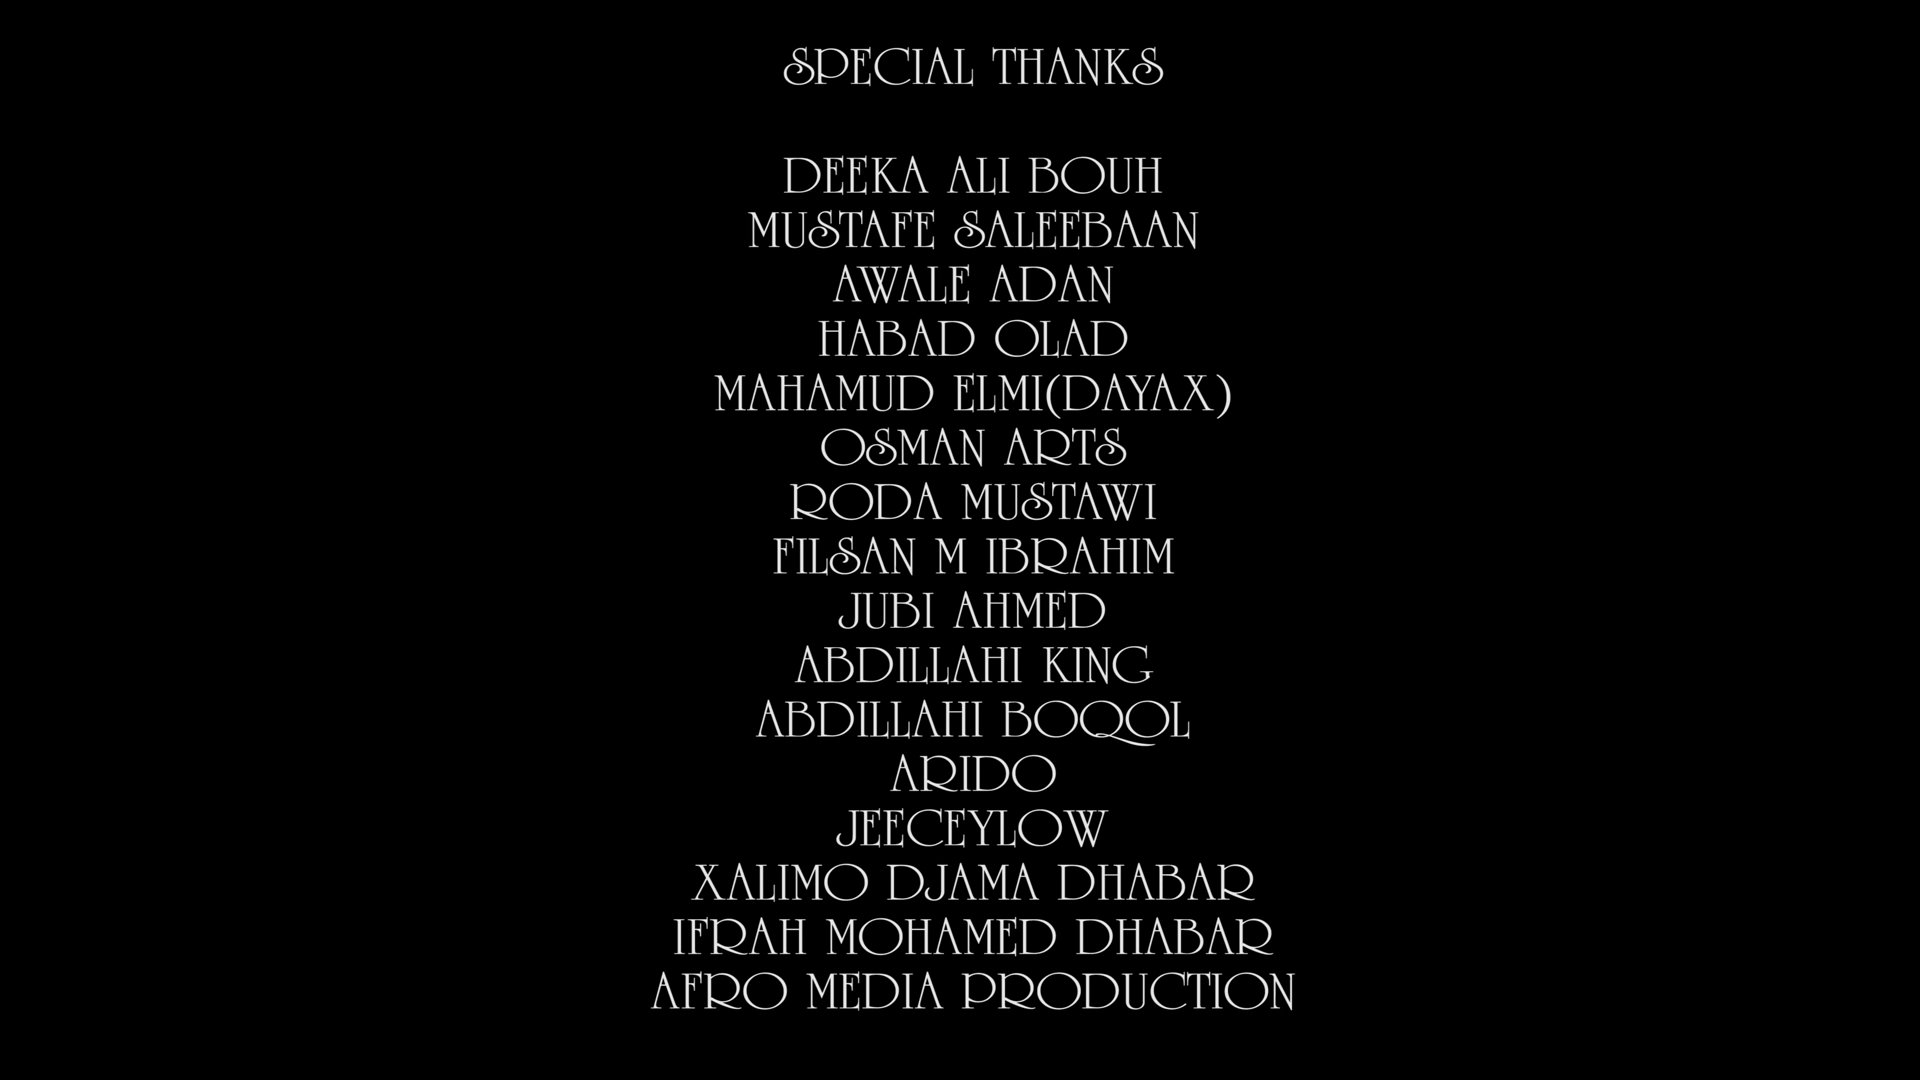 SPECIAL THANKS
DEEKA ALI BOUH
MUSTAFE SALEEBAAN
AWALE ADAN
HABAD OLAD
MAHAMUD ELMI(DAYAX)
OSMAN ARTS
RODA MUSTAWI
FILSAN M IBRAHIM
JUBI AHMED
ABDILLAHI KING
ABDILLAHI BOQOL
ARIDO
JEECEYLOW
XALIMO DJAMA DHABAR
IFRAH MOHAMED DHABAR
AFRO MEDIA PRODUCTION